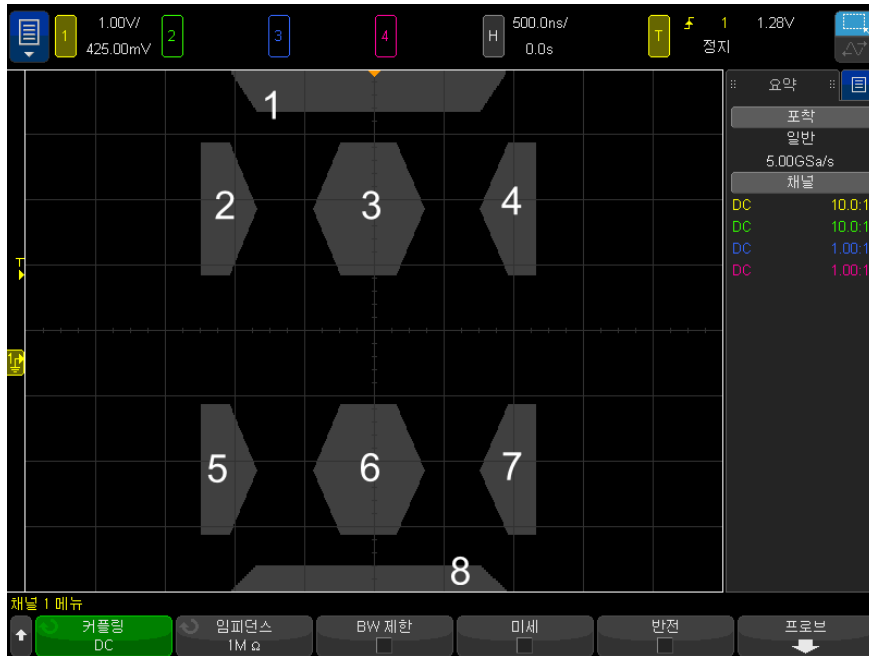 1
1.00V/
425.00mV
2
3
4
H
500.0ns/
0.0s
T
1
1.28V
정지
요약
포착
일반
5.00GSa/s
채널
DC 10.0:1
DC 10.0:1
DC 1.00:1
DC 1.00:1
1
2
3
4
T
1
5
6
7
8
채널 1 메뉴
커플링
DC
임피던스
1M Ω
BW 제한
미세
반전
프로브